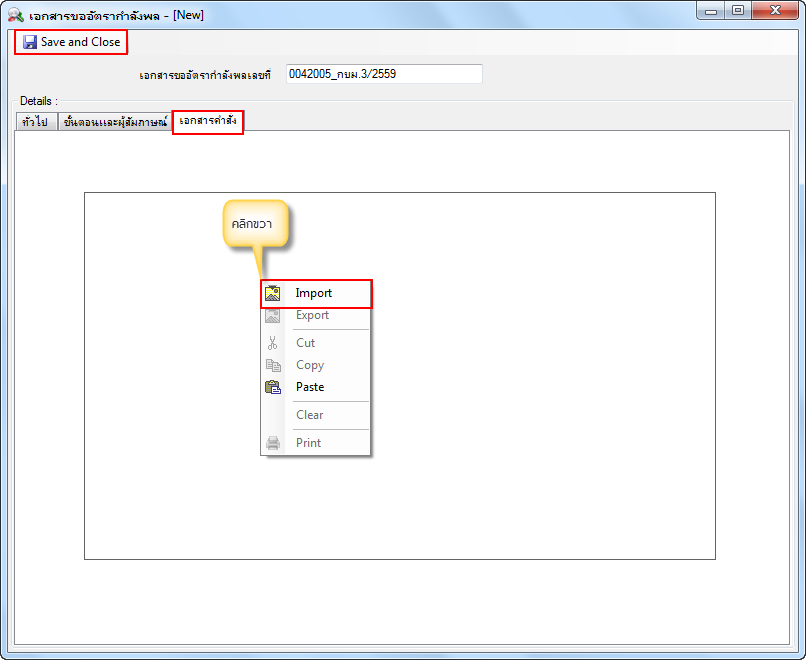 เอกสารขออัตรากำลังพล - [New]
Save and Close
เอกสารขออัตรากำลังพลเลขที่ 0042005_กบม.3/2559
Details :
ทั่วไป ขั้นตอนและผู้สัมภาษณ์ เอกสารคำสั่ง
คลิกขวา
Import
Export
Cut
Copy
Paste
Clear
Print